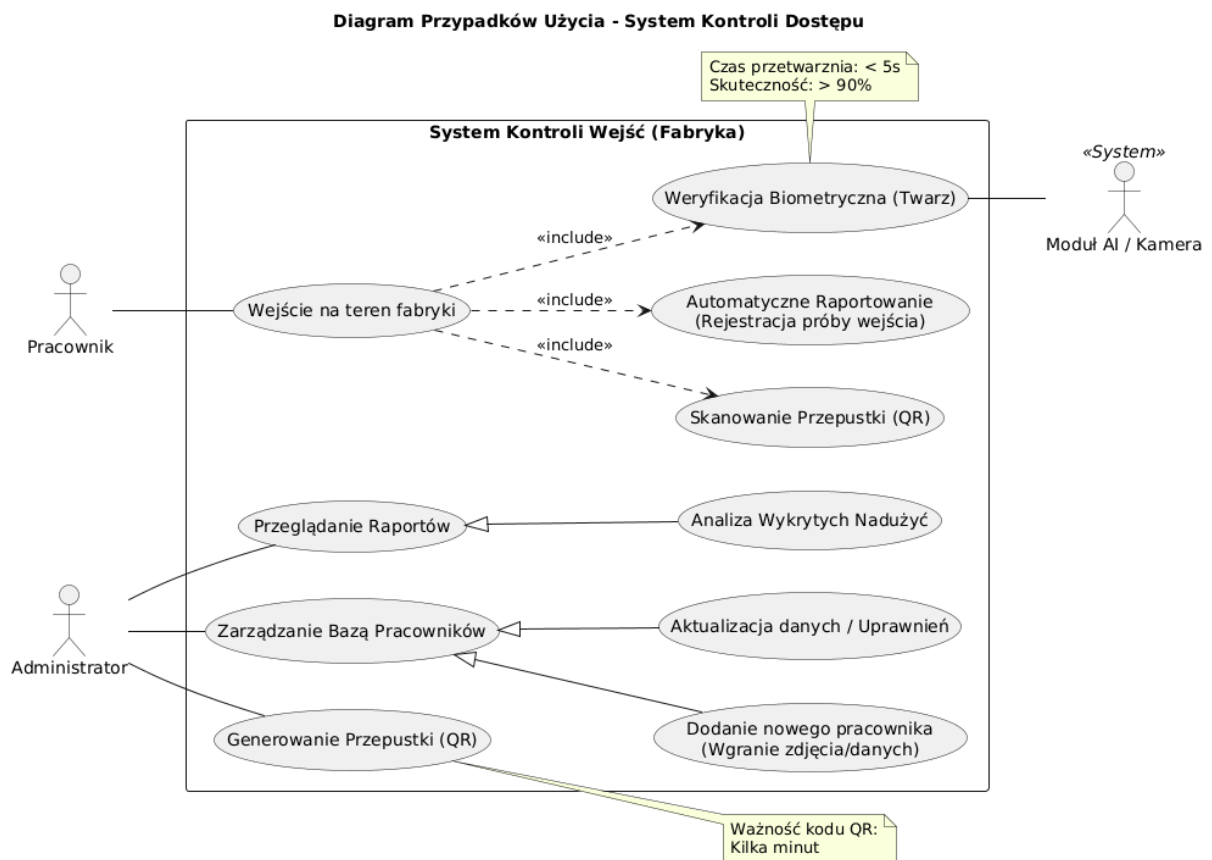 Diagram Przypadków Użycia - System Kontroli Dostępu
Czas przetwarznia: < 5s
Skuteczność: > 90%
System Kontroli Wejść (Fabryka)
«System»
Weryfikacja Biometryczna (Twarz)
Moduł AI / Kamera
«include»
Wejście na teren fabryki
«include»
Automatyczne Raportowanie
(Rejestracja próby wejścia)
Pracownik
«include»
Skanowanie Przepustki (QR)
Przeglądanie Raportów
Analiza Wykrytych Nadużyć
Zarządzanie Bazą Pracowników
Aktualizacja danych / Uprawnień
Administrator
Generowanie Przepustki (QR)
Dodanie nowego pracownika
(Wgranie zdjęcia/danych)
Ważność kodu QR:
Kilka minut